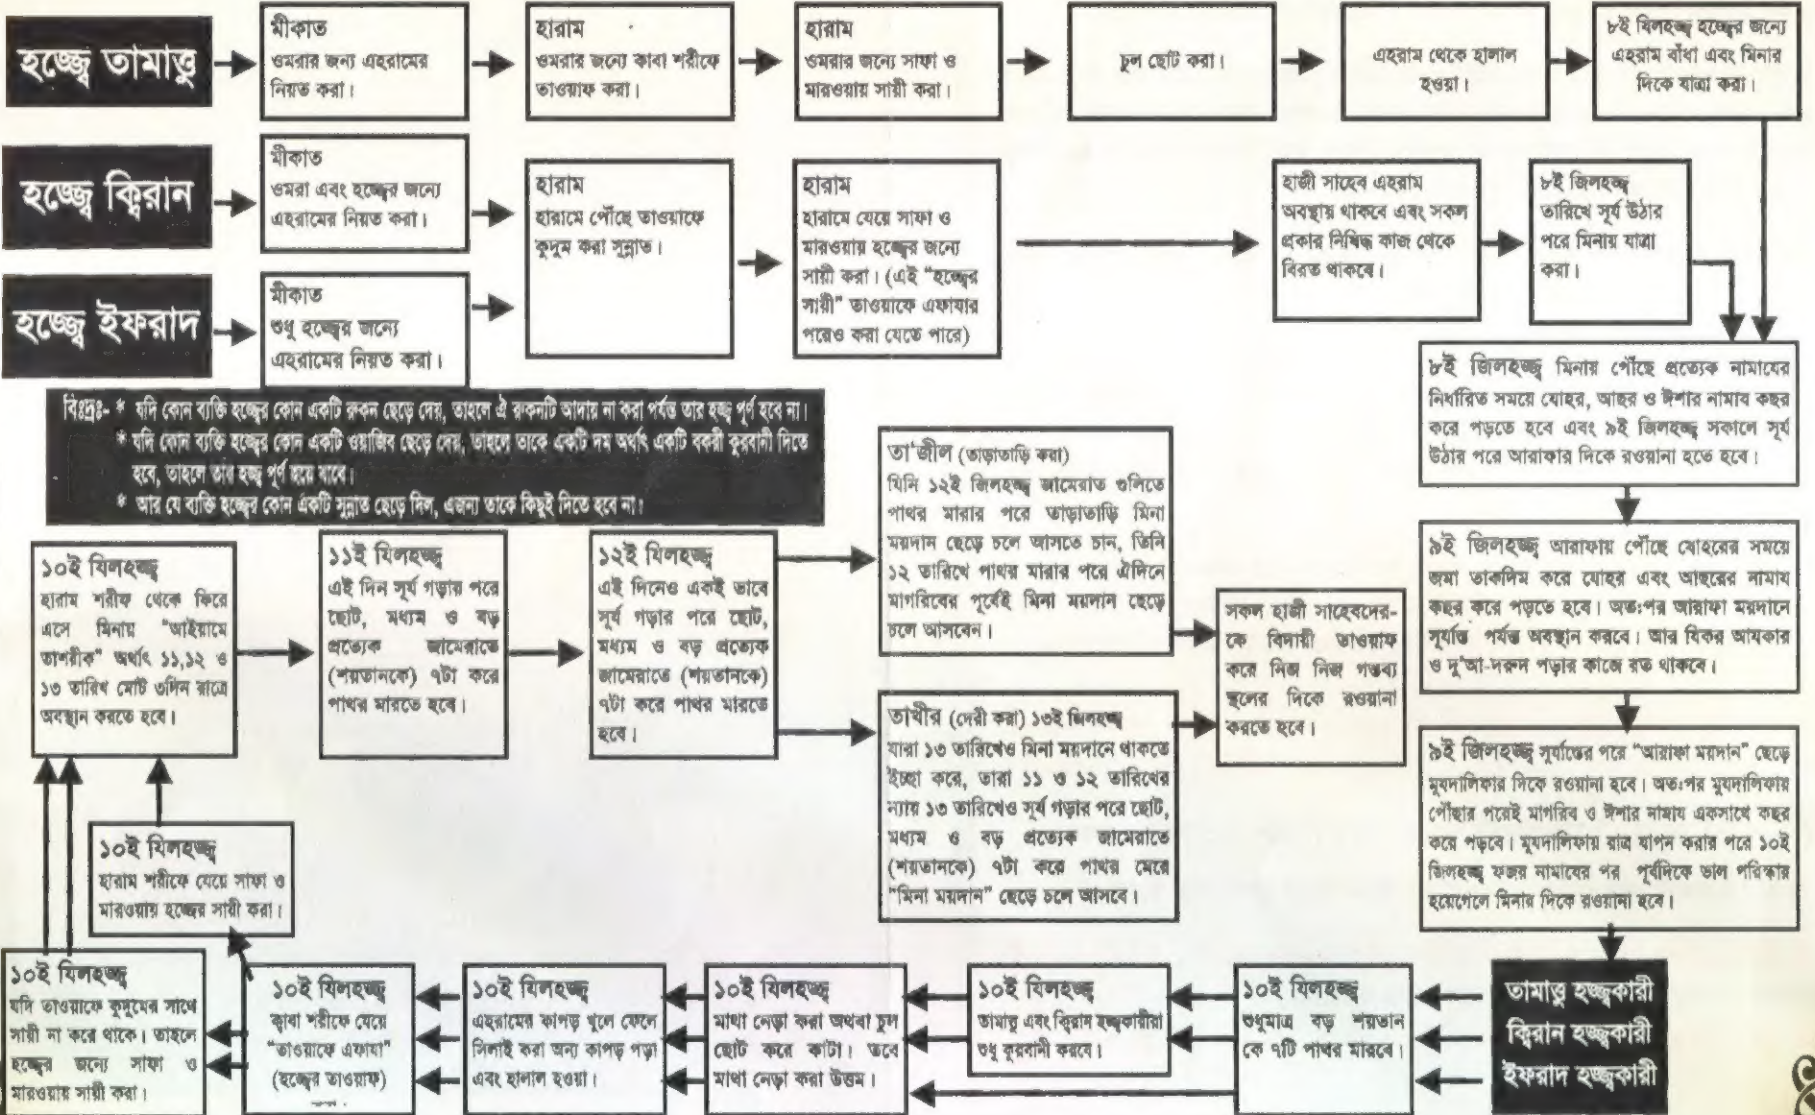 হজ্জে তামাত্তু
মীকাত
ওমরার জন্য এহরামের
নিয়ত করা।
হারাম
ওমরার জন্যে কাবা শরীফে
তাওয়াফ করা।
হারাম
ওমরার জন্যে সাফা ও
মারওয়ায় সায়ী করা।
চুল ছোট করা।
এহরাম থেকে হালাল
হওয়া।
৮ই যিলহজ্জ হজ্জের জন্যে
এহরাম বাঁধা এবং মিনার
দিকে যাত্রা করা।
হজ্জে ক্বিরান
মীকাত
ওমরা এবং হজ্জের জন্যে
এহরামের নিয়ত করা।
হজ্জে ইফরাদ
মীকাত
শুধু হজ্জের জন্যে
এহরামের নিয়ত করা।
হারাম
হারামে পৌঁছে তাওয়াফে
কুদুম করা সুন্নাত।
হারাম
হারামে যেয়ে সাফা ও
মারওয়ায় হজ্জের জন্যে
সায়ী করা। (এই “হজ্জের
সায়ী” তাওয়াফে এফাযার
পরেও করা যেতে পারে)
হাজী সাহেব এহরাম
অবস্থায় থাকবে এবং সকল
প্রকার নিষিদ্ধ কাজ থেকে
বিরত থাকবে।
৮ই জিলহজ্জ
তারিখে সূর্য উঠার
পরে মিনায় যাত্রা
করা।
৮ই জিলহজ্জ মিনায় পৌঁছে প্রত্যেক নামাযের
নির্ধারিত সময়ে যোহর, আছর ও ঈশার নামায কছর
করে পড়তে হবে এবং ৯ই জিলহজ্জ সকালে সূর্য
উঠার পরে আরাফার দিকে রওয়ানা হতে হবে।
৯ই জিলহজ্জ আরাফায় পৌঁছে যোহরের সময়ে
জমা তাকদিম করে যোহর এবং আছরের নামায
কছর করে পড়তে হবে। অতঃপর আরাফা ময়দানে
সূর্যাস্ত পর্যন্ত অবস্থান করবে। আর যিকর আযকার
ও দু'আ-দরুদ পড়ার কাজে রত থাকবে।
৯ই জিলহজ্জ সূর্যাস্তের পরে “আরাফা ময়দান” ছেড়ে
মুযদালিফার দিকে রওয়ানা হবে। অতঃপর মুযদালিফায়
পৌঁছার পরেই মাগরিব ও ঈশার নামায একসাথে কছর
করে পড়বে। মুযদালিফায় রাত্র যাপন করার পরে ১০ই
জিলহজ্জ ফজর নামাযের পর পূর্বদিকে ভাল পরিস্কার
হয়েগেলে মিনার দিকে রওয়ানা হবে।
তামাত্তু হজ্জকারী
ক্বিরান হজ্জকারী
ইফরাদ হজ্জকারী
১০ই যিলহজ্জ
শুধুমাত্র বড় শয়তান
কে ৭টি পাথর মারবে।
১০ই যিলহজ্জ
তামাত্তু এবং ক্বিরান হজ্জকারীরা
শুধু কুরবানী করবে।
১০ই যিলহজ্জ
মাথা নেড়া করা অথবা চুল
ছোট করে কাটা। তবে
মাথা নেড়া করা উত্তম।
১০ই যিলহজ্জ
এহরামের কাপড় খুলে ফেলে
সিলাই করা অন্য কাপড় পড়া
এবং হালাল হওয়া।
১০ই যিলহজ্জ
ক্বাবা শরীফে যেয়ে
“তাওয়াফে এফাযা”
(হজ্জের তাওয়াফ)
১০ই যিলহজ্জ
যদি তাওয়াফে কুদুমের সাথে
সায়ী না করে থাকে। তাহলে
হজ্জের জন্যে সাফা ও
মারওয়ায় সায়ী করা।
১০ই যিলহজ্জ
হারাম শরীফে যেয়ে সাফা ও
মারওয়ায় হজ্জের সায়ী করা।
১০ই যিলহজ্জ
হারাম শরীফ থেকে ফিরে
এসে মিনায় “আইয়ামে
তাশরীক” অর্থাৎ ১১,১২ ও
১৩ তারিখ মোট ৩দিন রাত্রে
অবস্থান করতে হবে।
১১ই যিলহজ্জ
এই দিন সূর্য গড়ার পরে
ছোট, মধ্যম ও বড়
প্রত্যেক জামেরাতে
(শয়তানকে) ৭টা করে
পাথর মারতে হবে।
১২ই যিলহজ্জ
এই দিনেও একই ভাবে
সূর্য গড়ার পরে ছোট,
মধ্যম ও বড় প্রত্যেক
জামেরাতে (শয়তানকে)
৭টা করে পাথর মারতে
হবে।
তা'জীল (তাড়াতাড়ি করা)
যিনি ১২ই জিলহজ্জ জামেরাত গুলিতে
পাথর মারার পরে তাড়াতাড়ি মিনা
ময়দান ছেড়ে চলে আসতে চান, তিনি
১২ তারিখে পাথর মারার পরে ঐদিনে
মাগরিবের পূর্বেই মিনা ময়দান ছেড়ে
চলে আসবেন।
তাখীর (দেরী করা) ১৩ই জিলহজ্জ
যারা ১৩ তারিখেও মিনা ময়দানে থাকতে
ইচ্ছা করে, তারা ১১ ও ১২ তারিখের
ন্যায় ১৩ তারিখেও সূর্য গড়ার পরে ছোট,
মধ্যম ও বড় প্রত্যেক জামেরাতে
(শয়তানকে) ৭টা করে পাথর মেরে
“মিনা ময়দান” ছেড়ে চলে আসবে।
সকল হাজী সাহেবদের-
কে বিদায়ী তাওয়াফ
করে নিজ নিজ গন্তব্য
স্থলের দিকে রওয়ানা
করতে হবে।
বিঃদ্রঃ- * যদি কোন ব্যক্তি হজ্জের কোন একটি রুকন ছেড়ে দেয়, তাহলে ঐ রুকনটি আদায় না করা পর্যন্ত তার হজ্জ পূর্ণ হবে না।
* যদি কোন ব্যক্তি হজ্জের কোন একটি ওয়াজিব ছেড়ে দেয়, তাহলে তাকে একটি দম অর্থাৎ একটি বকরী কুরবানী দিতে
হবে, তাহলে তার হজ্জ পূর্ণ হয়ে যাবে।
* আর যে ব্যক্তি হজ্জের কোন একটি সুন্নাত ছেড়ে দিল, এজন্য তাকে কিছুই দিতে হবে না।